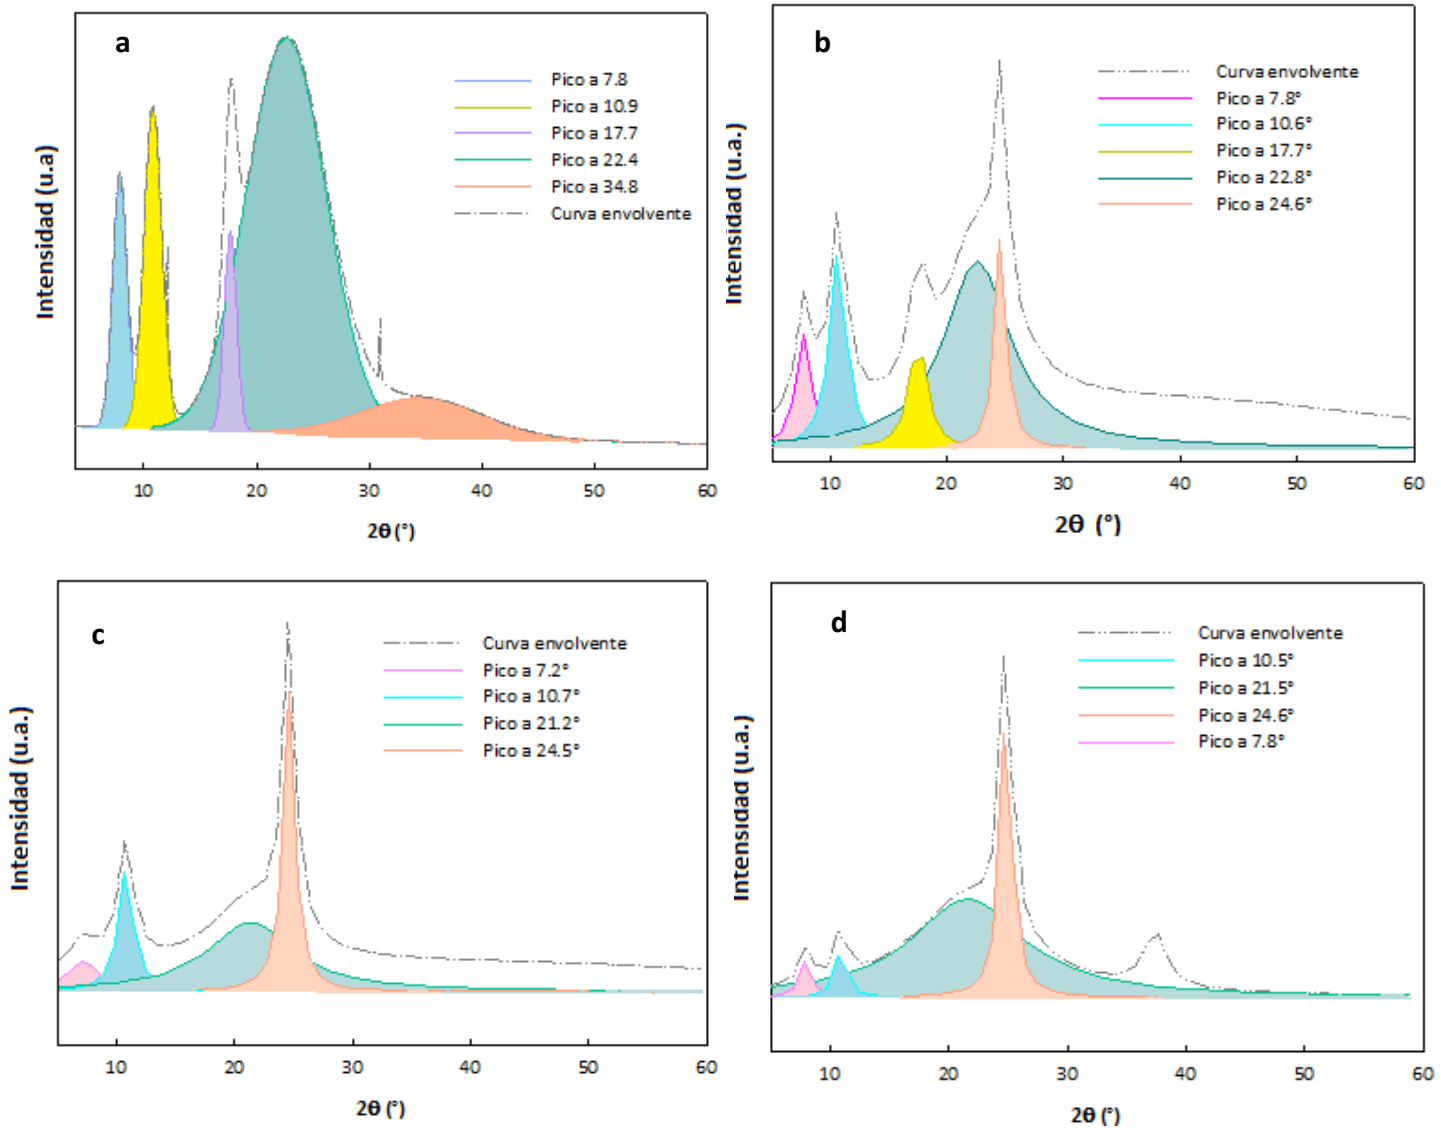 a
Pico a 7.8
Pico a 10.9
Pico a 17.7
Pico a 22.4
Pico a 34.8
Curva envolvente
Intensidad (u.a)
10 20 30 40 50 60
2θ (°)
b
Curva envolvente
Pico a 7.8°
Pico a 10.6°
Pico a 17.7°
Pico a 22.8°
Pico a 24.6°
Intensidad (u.a.)
10 20 30 40 50 60
2θ (°)
c
Curva envolvente
Pico a 7.2°
Pico a 10.7°
Pico a 21.2°
Pico a 24.5°
Intensidad (u.a.)
10 20 30 40 50 60
2θ (°)
d
Curva envolvente
Pico a 10.5°
Pico a 21.5°
Pico a 24.6°
Pico a 7.8°
Intensidad (u.a.)
10 20 30 40 50 60
2θ (°)